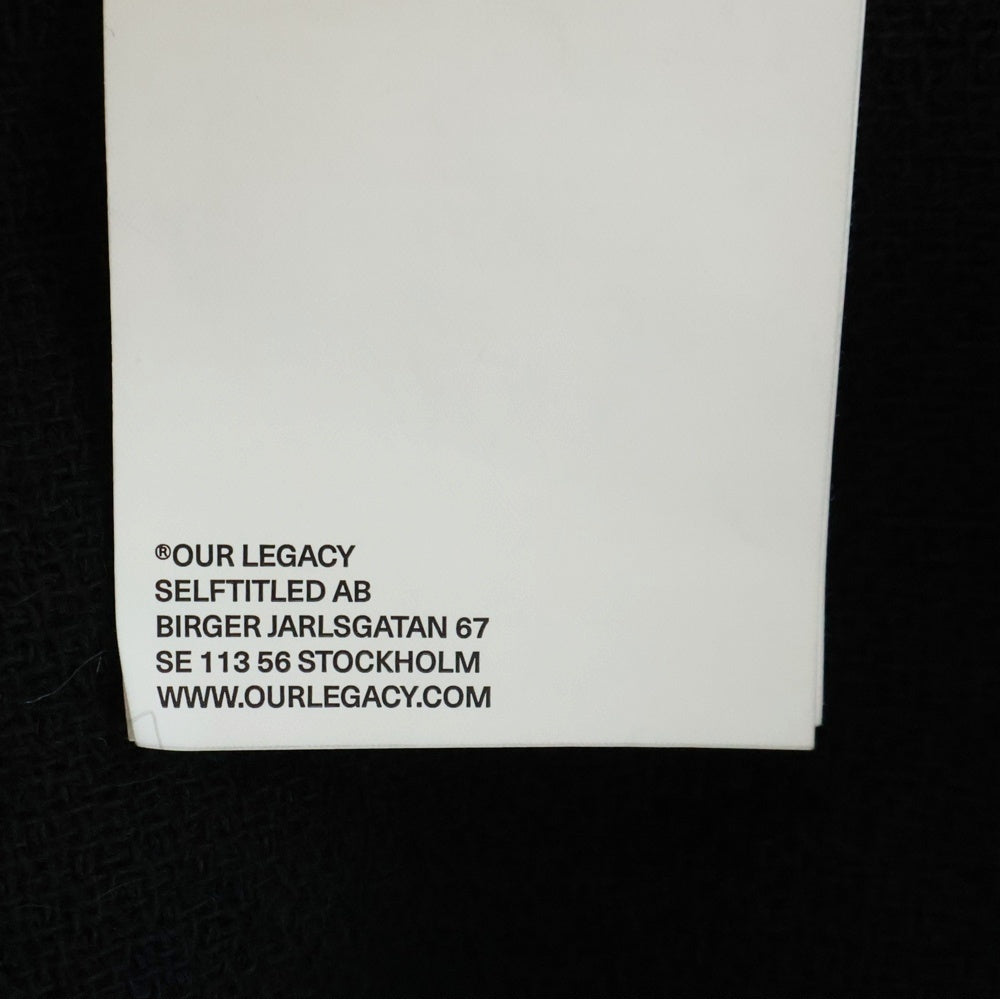 ®OUR LEGACY
SELFTITLED AB
BIRGER JARLSGATAN 67
SE 113 56 STOCKHOLM
WWW.OURLEGACY.COM